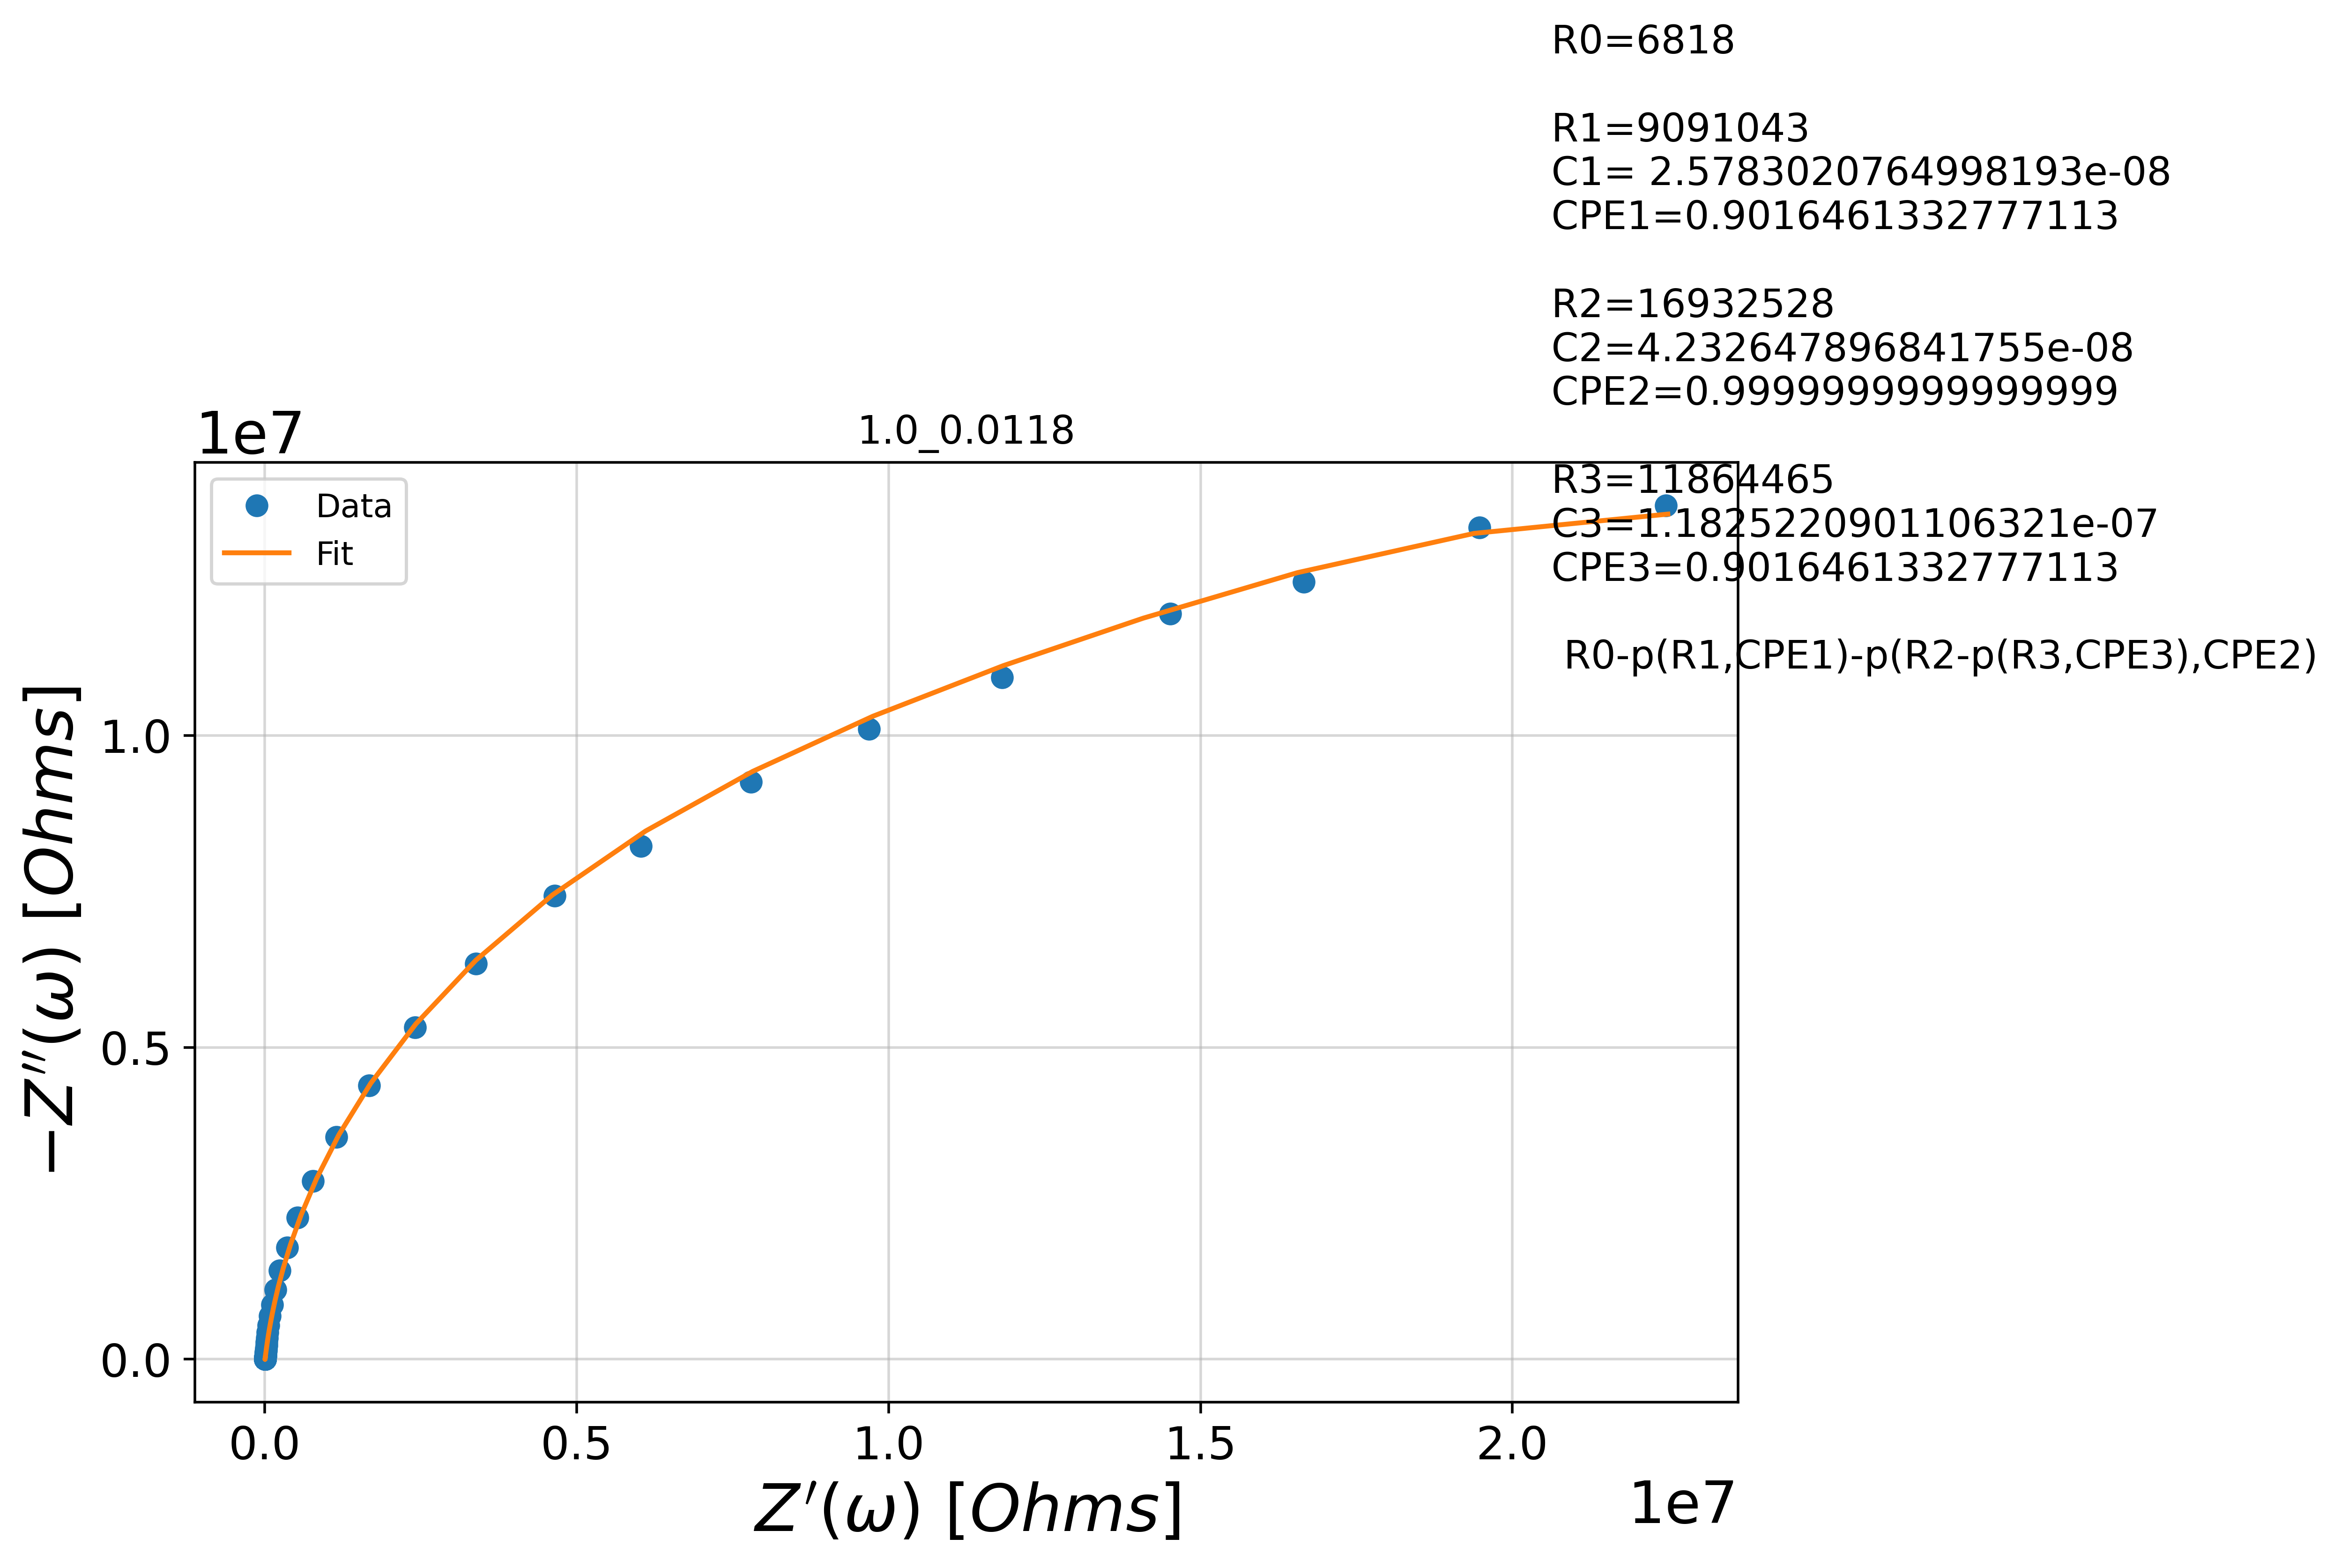 R0=6818
R1=9091043
C1= 2.5783020764998193e-08
CPE1=0.9016461332777113
R2=16932528
C2=4.232647896841755e-08
CPE2=0.9999999999999999
1e7
1.0_0.0118
R3=11864465
C3=1.1825220901106321e-07
CPE3=0.9016461332777113
R0-p(R1,CPE1)-p(R2-p(R3,CPE3),CPE2)
Data
Fit
−Z′′(ω) [Ohms]
1.0
0.5
0.0
0.0 0.5 1.0 1.5 2.0
Z′(ω) [Ohms]
1e7